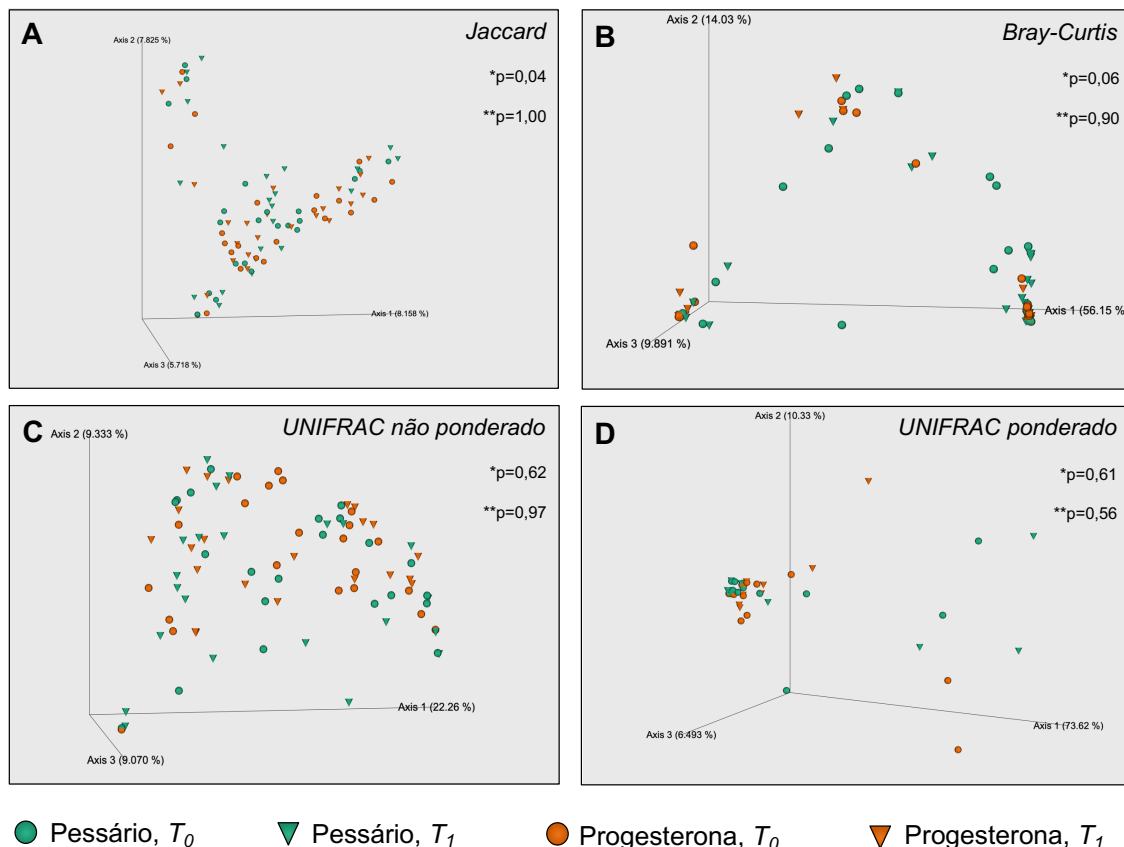 A
Jaccard
*p=0,04
**p=1,00
Axis 2 (7.825 %)
Axis 1 (8.158 %)
Axis 3 (5.718 %)
B
Bray-Curtis
*p=0,06
**p=0,90
Axis 2 (14.03 %)
Axis 1 (56.15 %)
Axis 3 (9.891 %)
C
UNIFRAC não ponderado
*p=0,62
**p=0,97
Axis 2 (9.333 %)
Axis 1 (22.26 %)
Axis 3 (9.070 %)
D
UNIFRAC ponderado
*p=0,61
**p=0,56
Axis 2 (10.33 %)
Axis 1 (73.62 %)
Axis 3 (6.493 %)
Pessário, T0 Pessário, T1 Progesterona, T0 Progesterona, T1